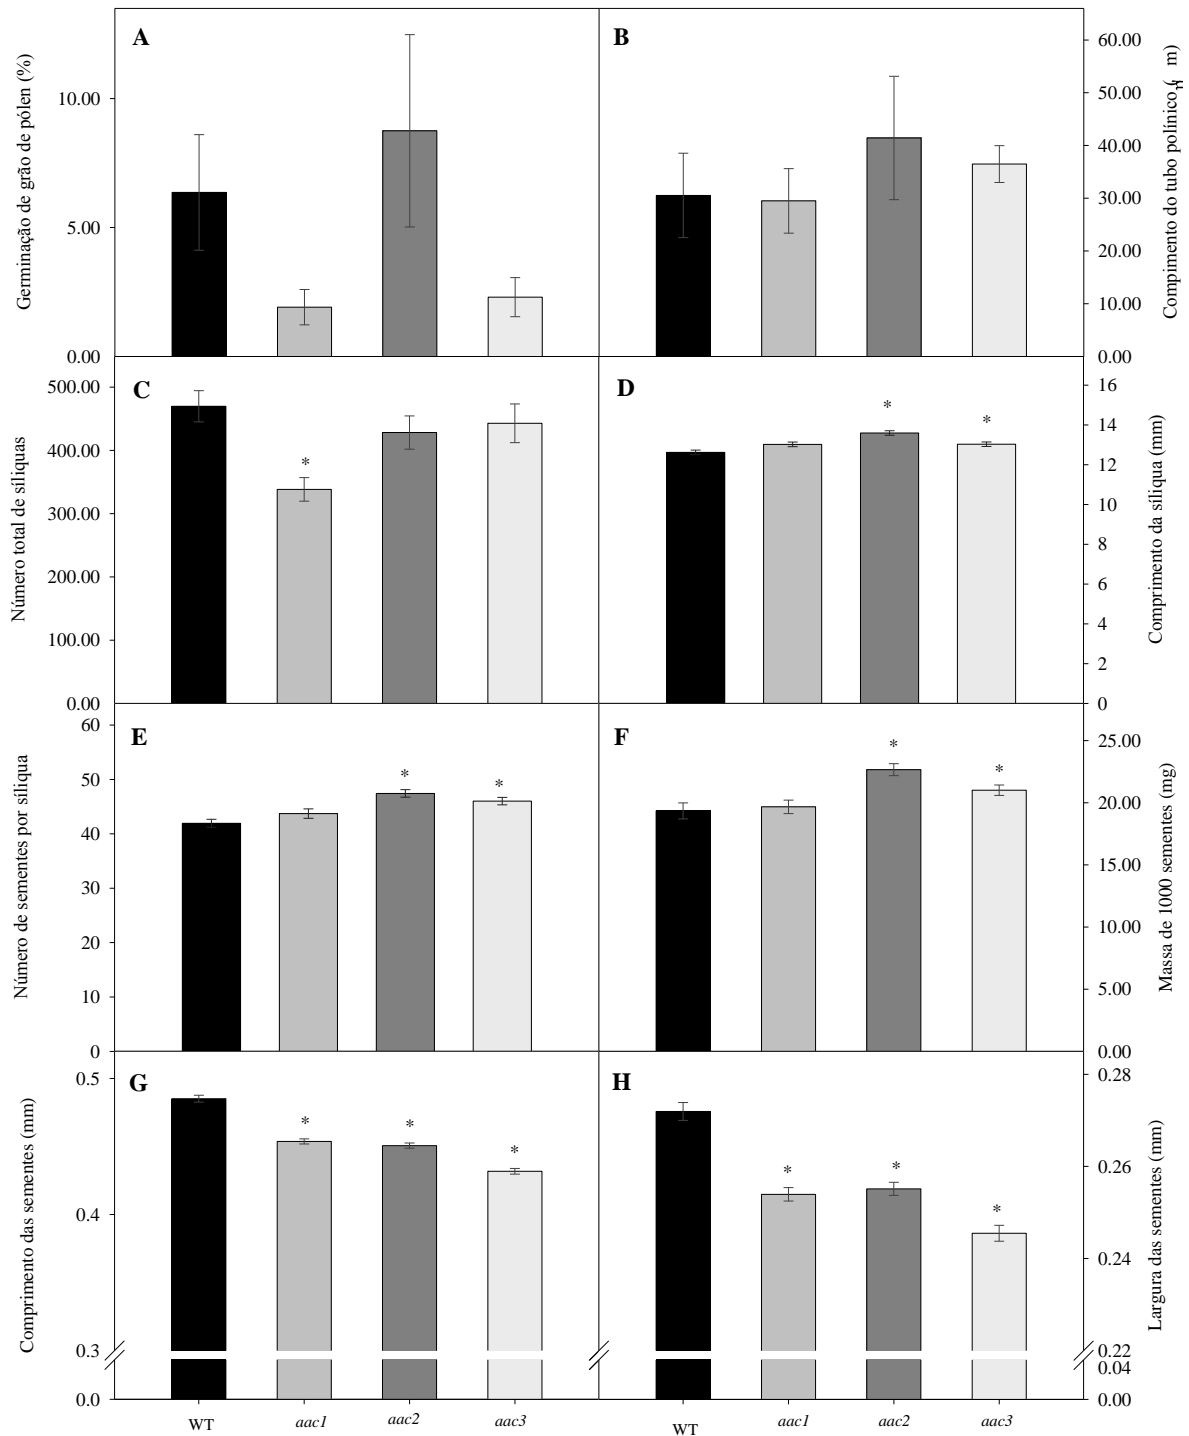 A
Germinação de grão de pólen (%)
10.00
5.00
0.00
B
60.00
50.00
40.00
30.00
20.00
10.00
0.00
Compimento do tubo polínico (μm)
C
Número total de síliquas
500.00
400.00
300.00
200.00
100.00
0.00
*
D
* *
16
14
12
10
8
6
4
2
0
Comprimento da síliqua (mm)
E
Número de sementes por síliqua
60
50
40
30
20
10
0
* *
F
* *
25.00
20.00
15.00
10.00
5.00
0.00
Massa de 1000 sementes (mg)
G
Comprimento das sementes (mm)
0.5
0.4
0.3
0.0
* * *
WT aac1 aac2 aac3
H
* * *
0.28
0.26
0.24
0.22
0.04
0.00
Largura das sementes (mm)
WT aac1 aac2 aac3